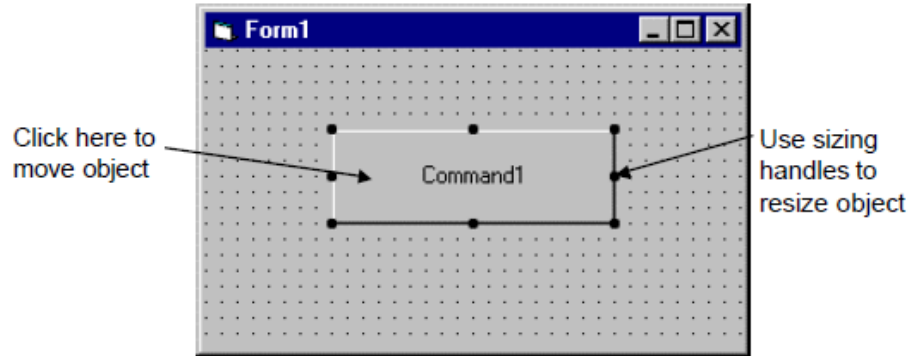 Form1
Click here to
move object
Command1
Use sizing
handles to
resize object